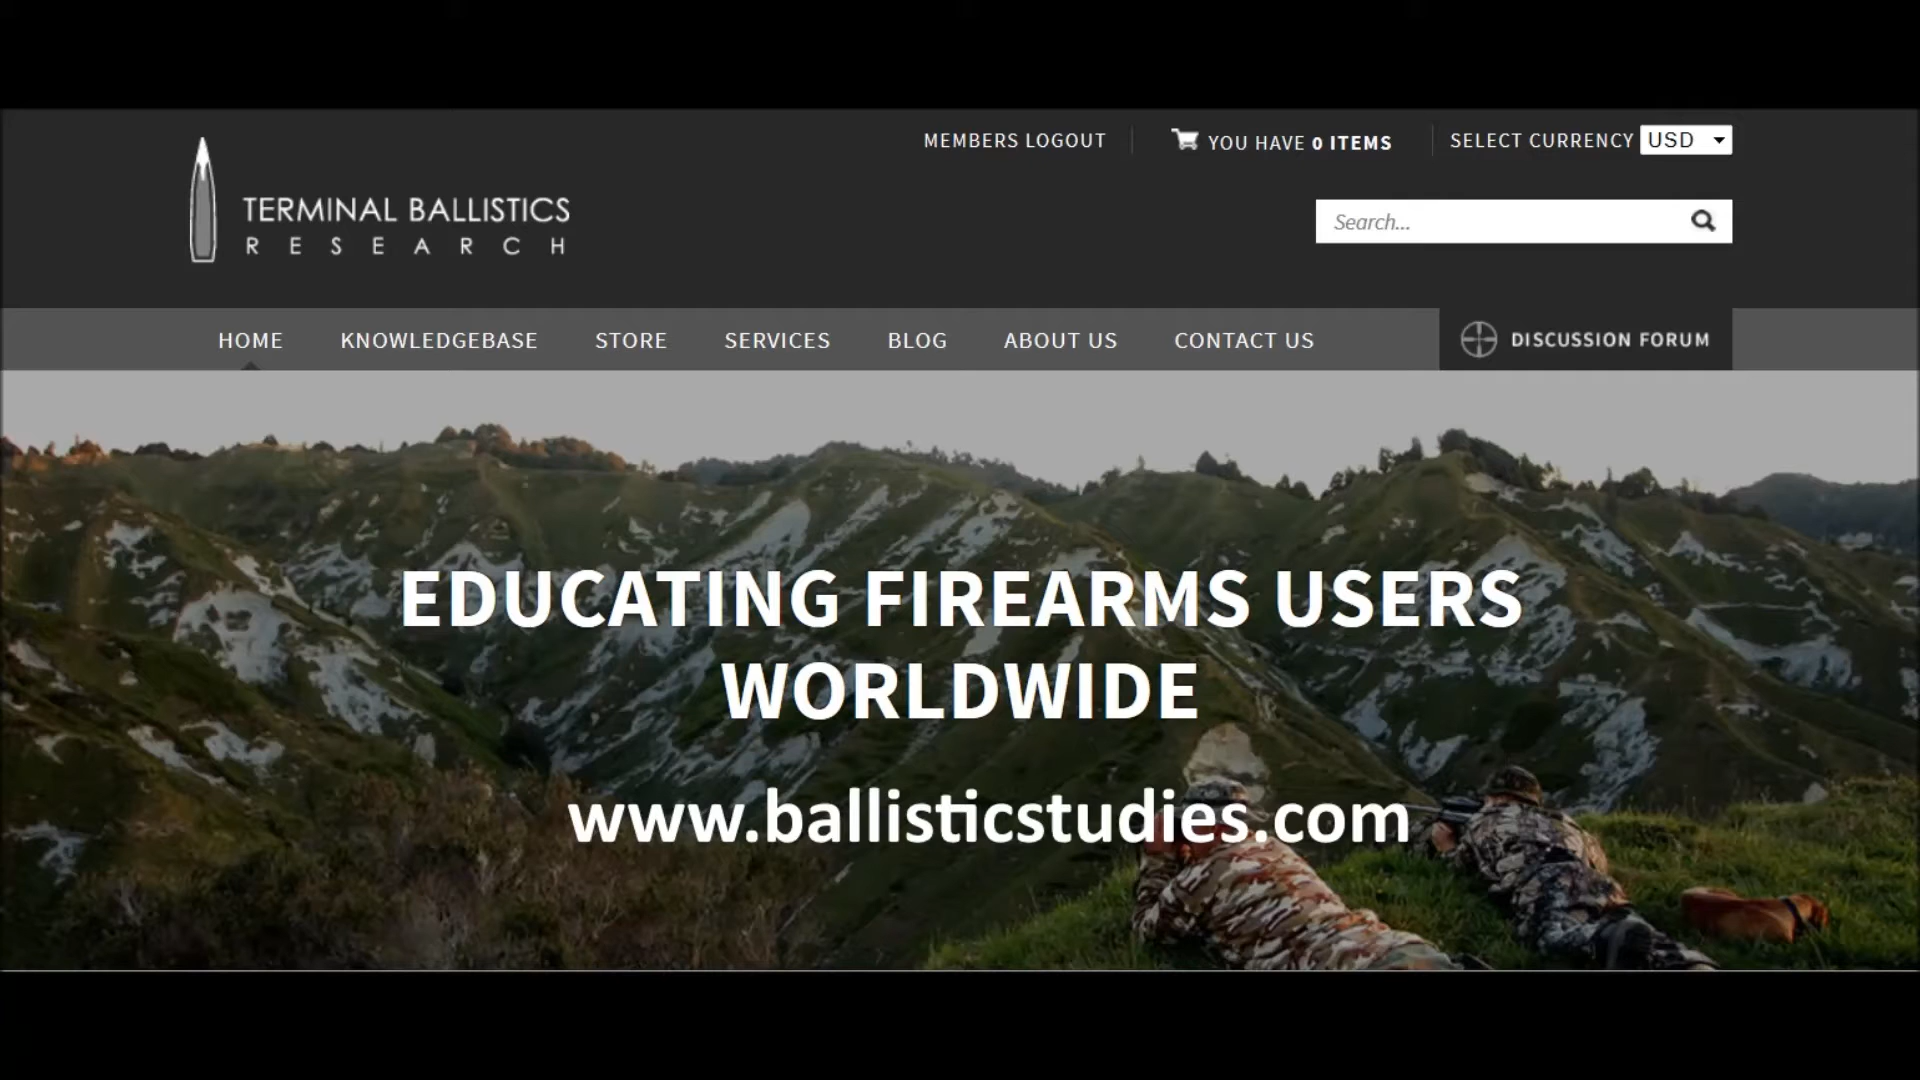 MEMBERS LOGOUT
YOU HAVE 0 ITEMS
SELECT CURRENCY USD
TERMINAL BALLISTICS
RESEARCH
Search...
HOME
KNOWLEDGEBASE
STORE
SERVICES
BLOG
ABOUT US
CONTACT US
DISCUSSION FORUM
EDUCATING FIREARMS USERS
WORLDWIDE
www.ballisticstudies.com